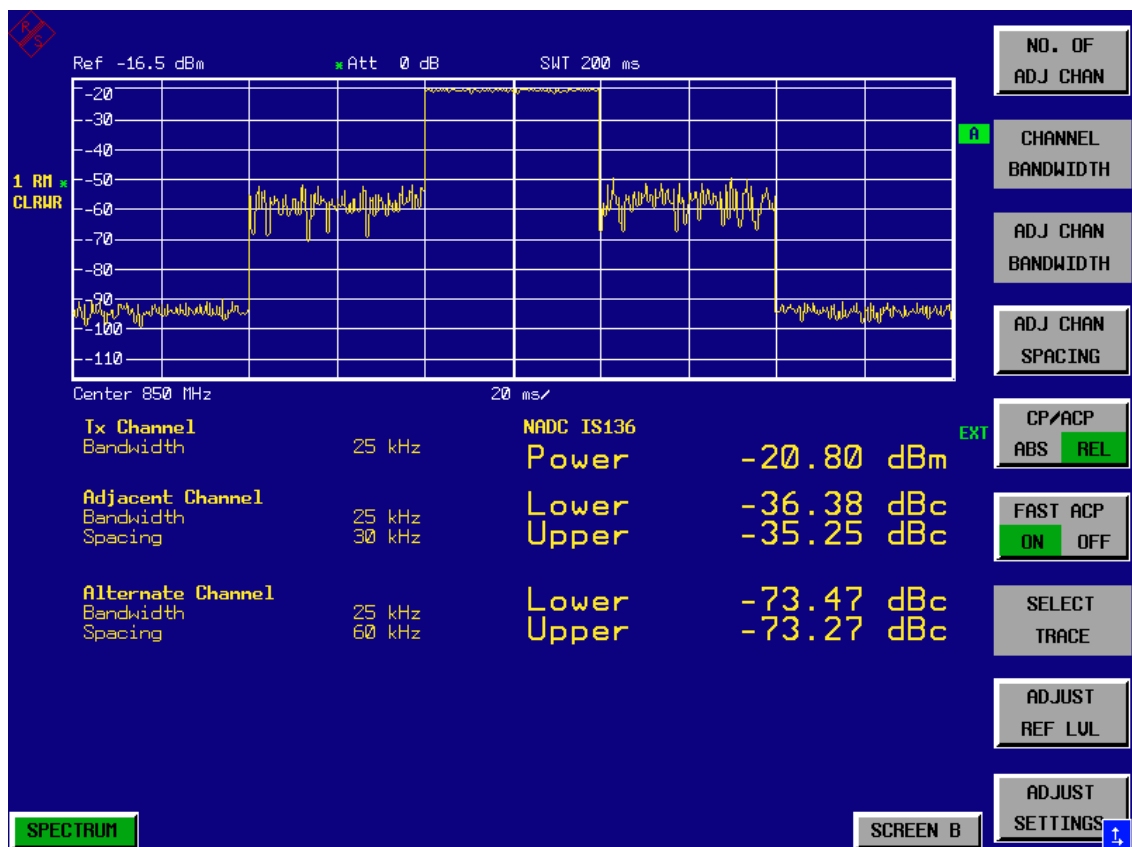 R
S
Ref -16.5 dBm *Att 0 dB SWT 200 ms
-20
-30
-40
-50
-60
-70
-80
-90
-100
-110
1 RM *
CLRWR
A
Center 850 MHz 20 ms/
Tx Channel NADC IS136
Bandwidth 25 kHz Power -20.80 dBm
EXT
Adjacent Channel Lower -36.38 dBc
Bandwidth 25 kHz Upper -35.25 dBc
Spacing 30 kHz
Alternate Channel Lower -73.47 dBc
Bandwidth 25 kHz Upper -73.27 dBc
Spacing 60 kHz
NO. OF
ADJ CHAN
CHANNEL
BANDWIDTH
ADJ CHAN
BANDWIDTH
ADJ CHAN
SPACING
CP/ACP
ABS REL
FAST ACP
ON OFF
SELECT
TRACE
ADJUST
REF LVL
ADJUST
SETTINGS
SPECTRUM SCREEN B